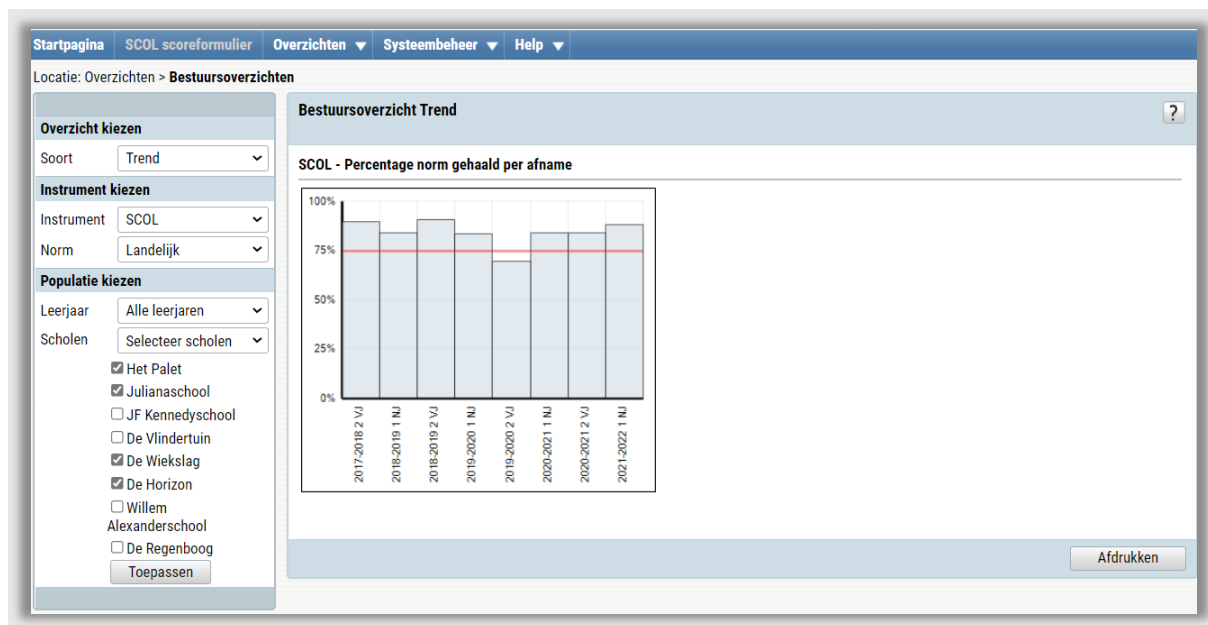 Startpagina SCOL scoreformulier Overzichten Systeembeheer Help
Locatie: Overzichten > Bestuursoverzichten
Overzicht kiezen
Soort Trend
Instrument kiezen
Instrument SCOL
Norm Landelijk
Populatie kiezen
Leerjaar Alle leerjaren
Scholen Selecteer scholen
Het Palet
Julianaschool
JF Kennedyschool
De Vlindertuin
De Wiekslag
De Horizon
Willem
Alexanderschool
De Regenboog
Toepassen
Bestuursoverzicht Trend
?
SCOL - Percentage norm gehaald per afname
100%
75%
50%
25%
0%
2017-2018 2 VJ
2018-2019 1 NJ
2018-2019 2 VJ
2019-2020 1 NJ
2019-2020 2 VJ
2020-2021 1 NJ
2020-2021 2 VJ
2021-2022 1 NJ
Afdrukken